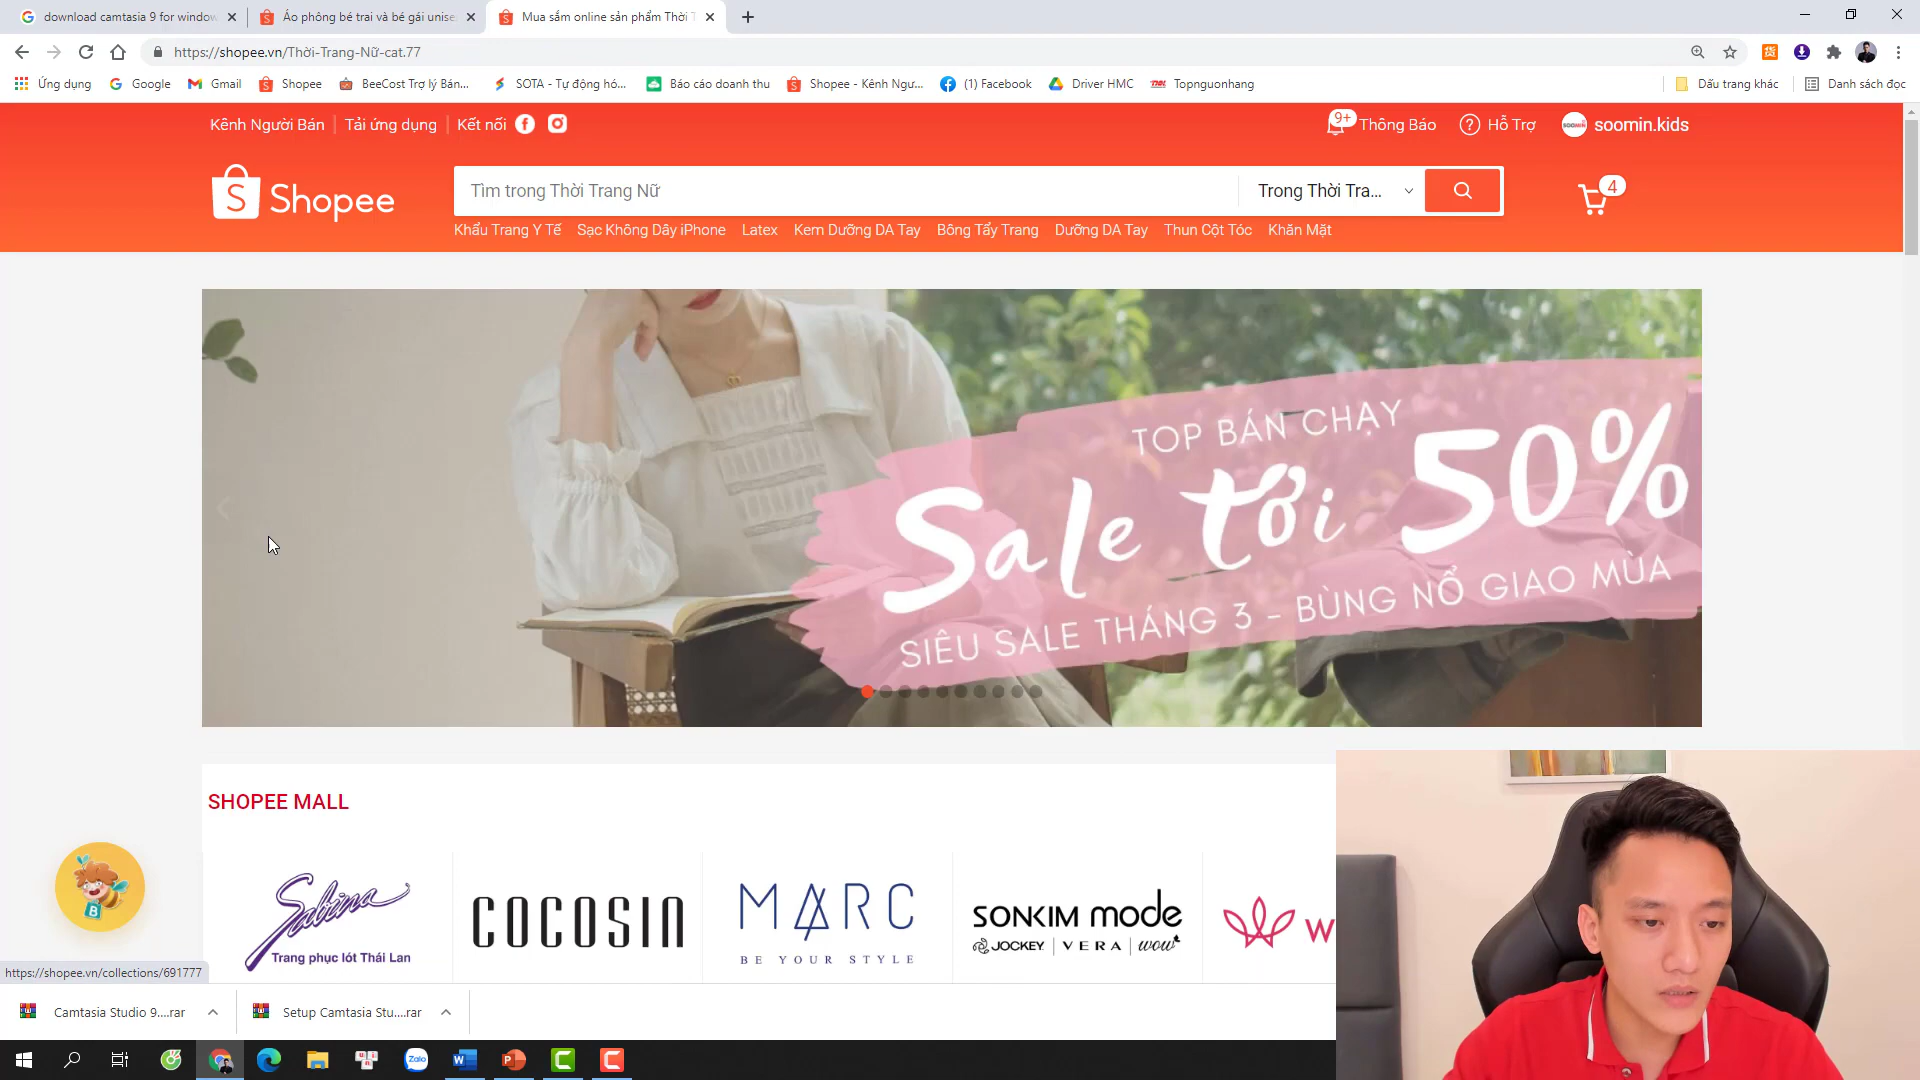 download camtasia 9 for window
Áo phông bé trai và bé gái unise
Mua sắm online sản phẩm Thời T
https://shopee.vn/Thời-Trang-Nữ-cat.77
Ứng dụng
Google
Gmail
Shopee
BeeCost Trợ lý Bán...
SOTA - Tự động hó...
Báo cáo doanh thu
Shopee - Kênh Ngư...
(1) Facebook
Driver HMC
Topnguonhang
Dấu trang khác
Danh sách đọc
Kênh Người Bán
Tải ứng dụng
Kết nối
9+
Thông Báo
Hỗ Trợ
soomin.kids
Shopee
Tìm trong Thời Trang Nữ
Trong Thời Tra...
4
Khẩu Trang Y Tế
Sạc Không Dây iPhone
Latex
Kem Dưỡng DA Tay
Bông Tẩy Trang
Dưỡng DA Tay
Thun Cột Tóc
Khăn Mặt
TOP BÁN CHẠY
Sale tới 50%
SIÊU SALE THÁNG 3 - BÙNG NỔ GIAO MÙA
SHOPEE MALL
Sabina
Trang phục lót Thái Lan
COCOSIN
MARC
BE YOUR STYLE
SONKIM mode
JOCKEY | VERA | wow
W
https://shopee.vn/collections/691777
Camtasia Studio 9....rar
Setup Camtasia Stu....rar
Zalo